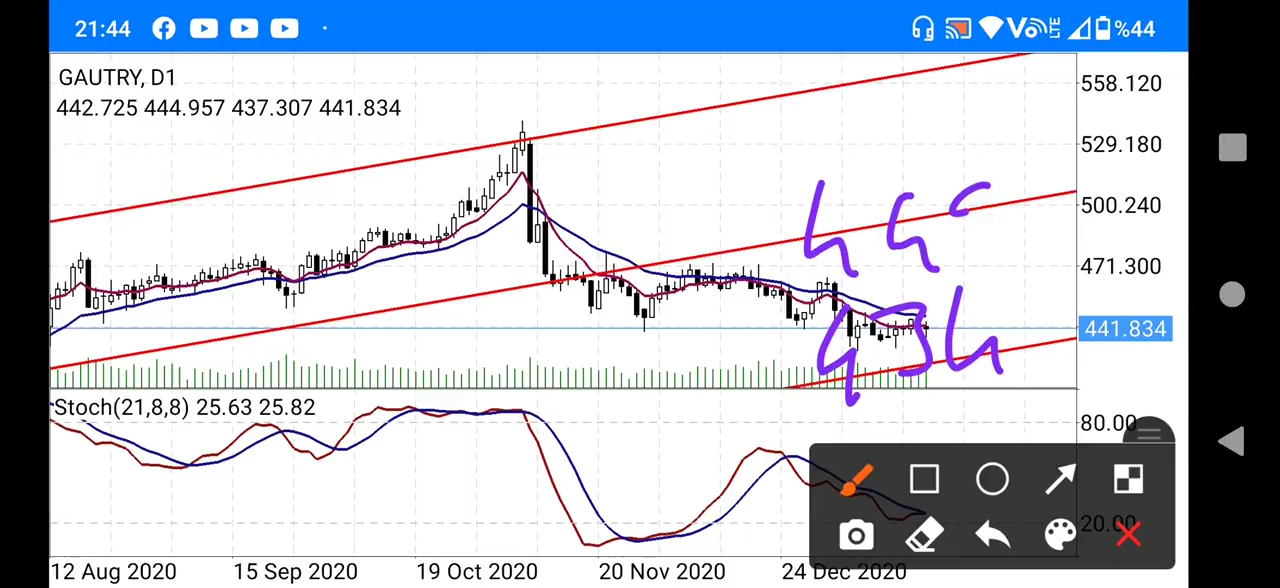 21:44 LTE %44
GAUTRY, D1
442.725 444.957 437.307 441.834
558.120
529.180
500.240
471.300
441.834
Stoch(21,8,8) 25.63 25.82
80.00
20.00
12 Aug 2020 15 Sep 2020 19 Oct 2020 20 Nov 2020 24 Dec 2020